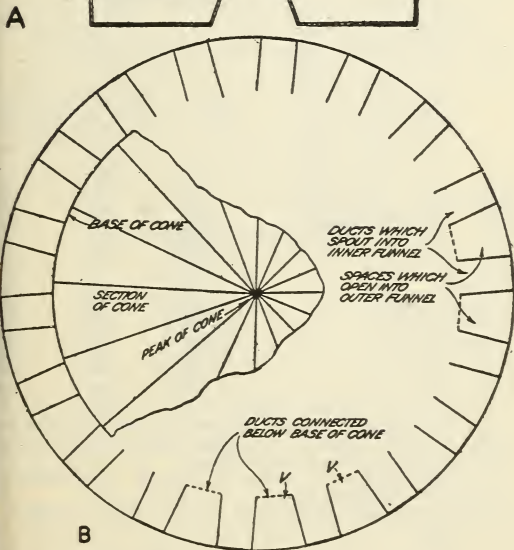 A
BASE OF CONE
DUCTS WHICH
SPOUT INTO
INNER FUNNEL
SPACES WHICH
OPEN INTO
OUTER FUNNEL
SECTION
OF CONE
PEAK OF CONE
DUCTS CONNECTED
BELOW BASE OF CONE
V
V
B